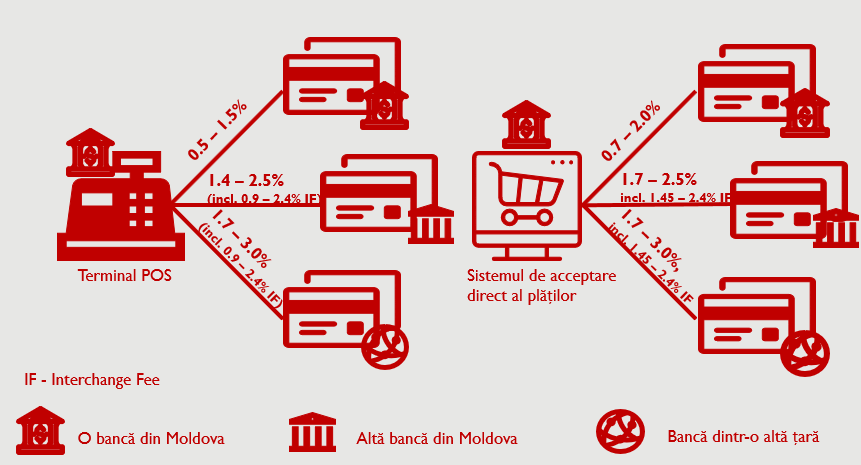 0.5 – 1.5%
1.4 – 2.5%
(incl. 0.9 – 2.4% IF)
1.7 – 3.0%
(incl. 0.9 – 2.4% IF)
Terminal POS
0.7 – 2.0%
1.7 – 2.5%
incl. 1.45 – 2.4% IF
1.7 – 3.0%,
incl. 1.45 – 2.4% IF
Sistemul de acceptare
direct al plăților
IF - Interchange Fee
O bancă din Moldova
Altă bancă din Moldova
Bancă dintr-o altă țară